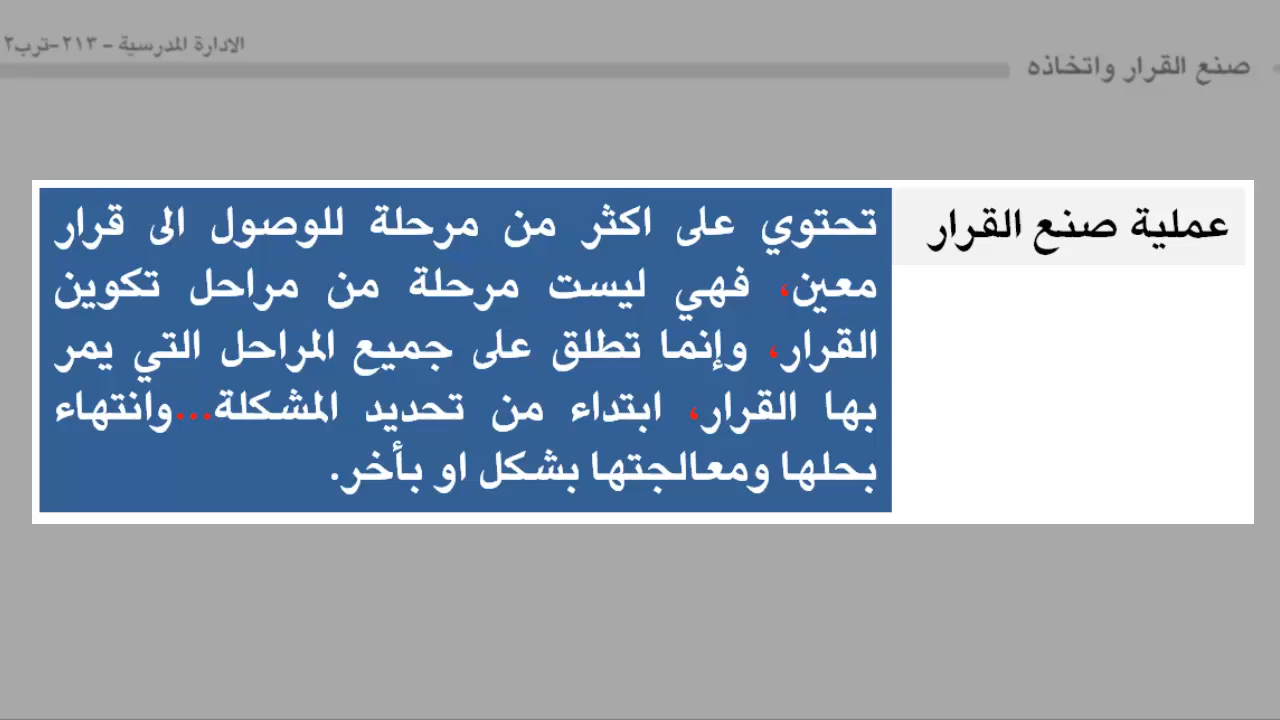 الادارة المدرسية - ٢١٣-ترب٢
صنع القرار واتخاذه
عملية صنع القرار
تحتوي على اكثر من مرحلة للوصول الى قرار
معين، فهي ليست مرحلة من مراحل تكوين
القرار، وإنما تطلق على جميع المراحل التي يمر
بها القرار، ابتداء من تحديد المشكلة...وانتهاء
بحلها ومعالجتها بشكل او بأخر.